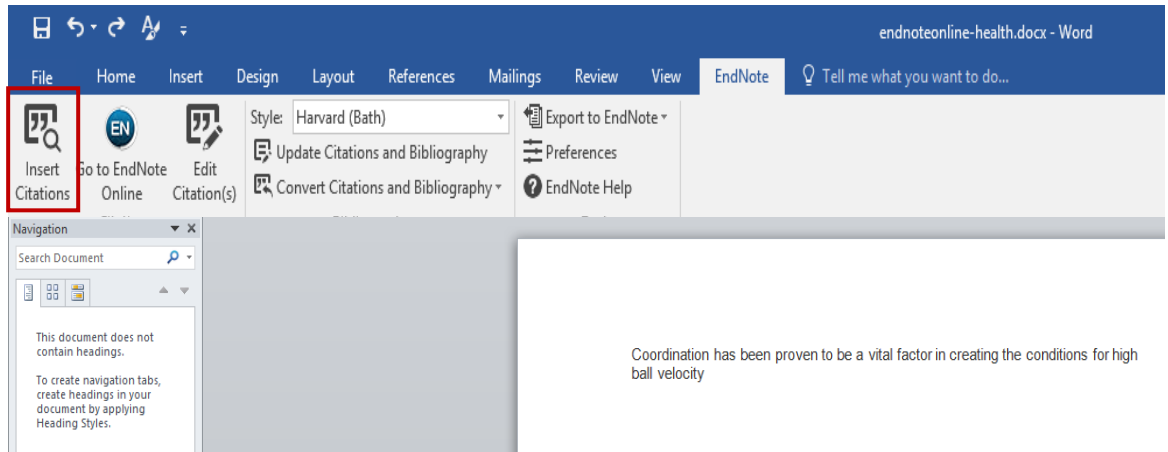 endnoteonline-health.docx - Word
File Home Insert Design Layout References Mailings Review View EndNote Tell me what you want to do...
Insert Citations
EN
Go to EndNote Online
Edit Citation(s)
Style: Harvard (Bath)
Update Citations and Bibliography
Convert Citations and Bibliography
Export to EndNote
Preferences
EndNote Help
Navigation
Search Document
This document does not
contain headings.
To create navigation tabs,
create headings in your
document by applying
Heading Styles.
Coordination has been proven to be a vital factor in creating the conditions for high
ball velocity